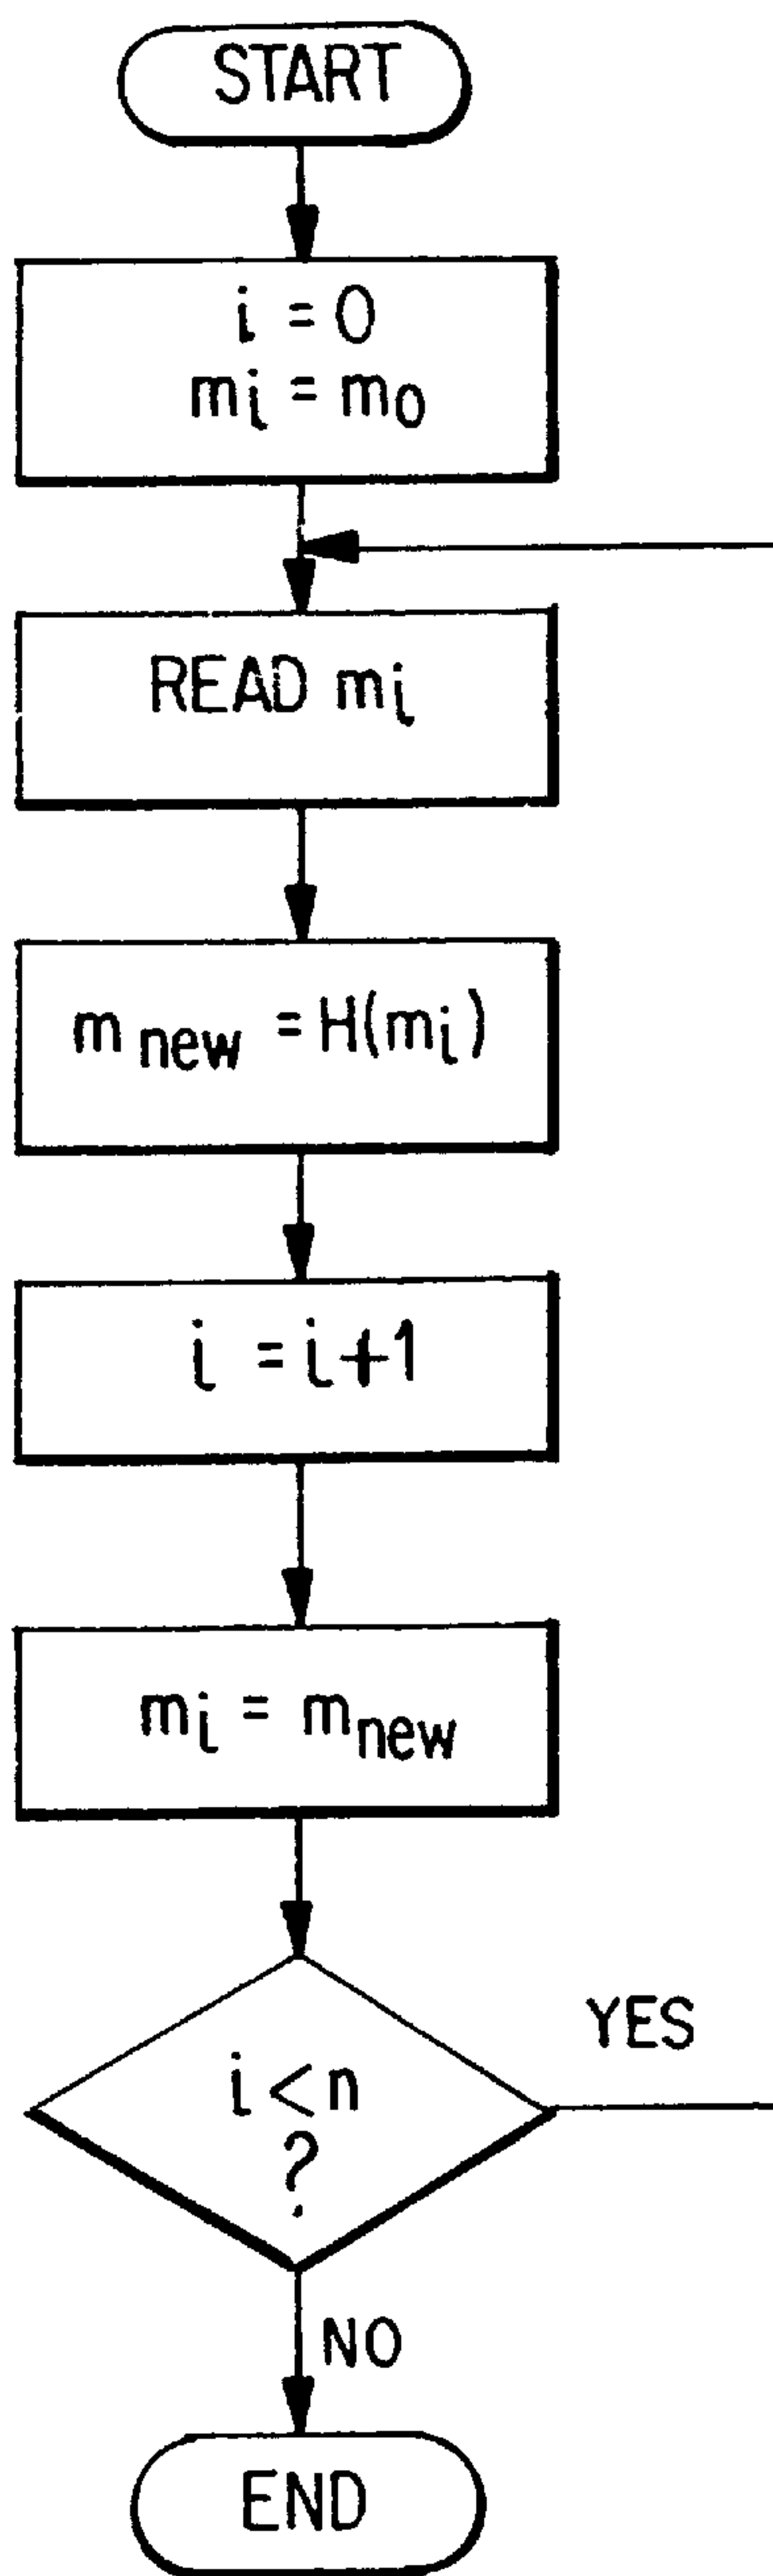 START
i = 0
mi = m0
READ mi
m new = H(mi)
i = i+1
mi = mnew
i < n
?
YES
NO
END